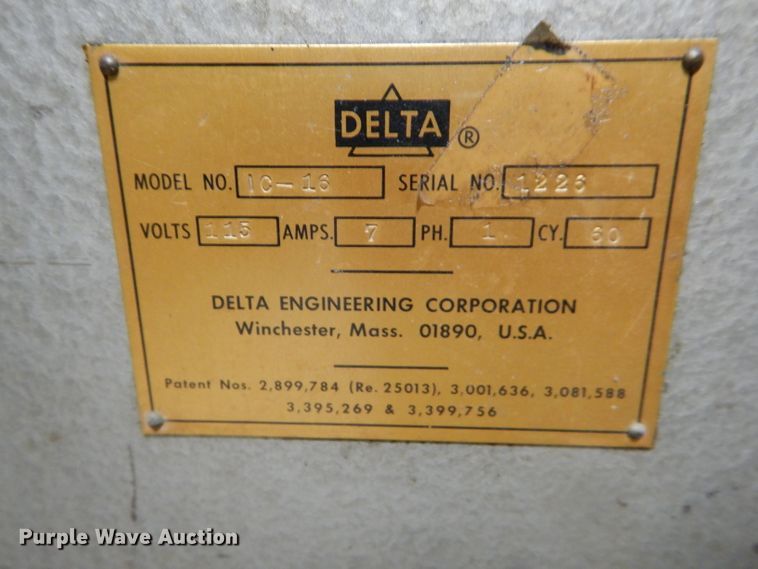 DELTA ®
MODEL NO. IC-16 SERIAL NO. 1226
VOLTS 115 AMPS. 7 PH. 1 CY. 60
DELTA ENGINEERING CORPORATION
Winchester, Mass. 01890, U.S.A.
Patent Nos. 2,899,784 (Re. 25013), 3,001,636, 3,081,588
3,395,269 & 3,399,756
Purple Wave Auction